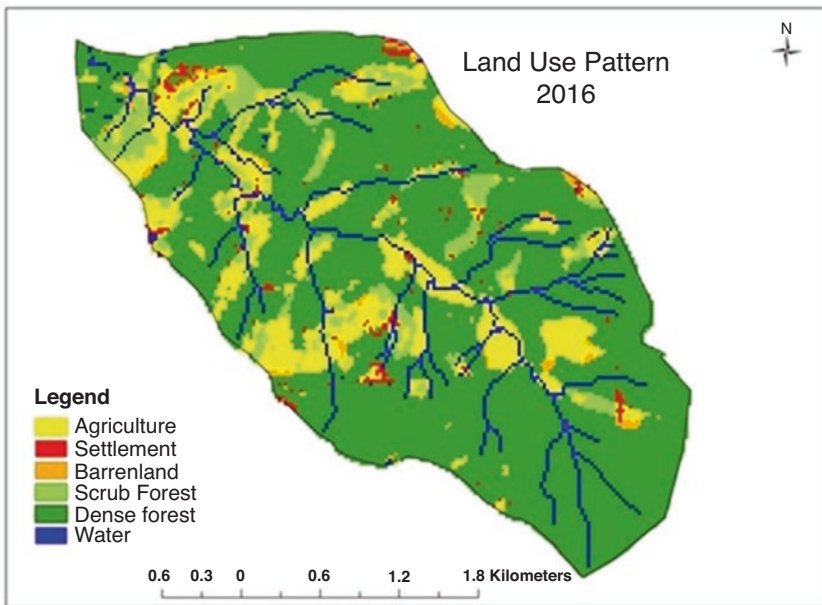 N
Land Use Pattern
2016
Legend
Agriculture
Settlement
Barrenland
Scrub Forest
Dense forest
Water
0.6 0.3 0 0.6 1.2 1.8 Kilometers